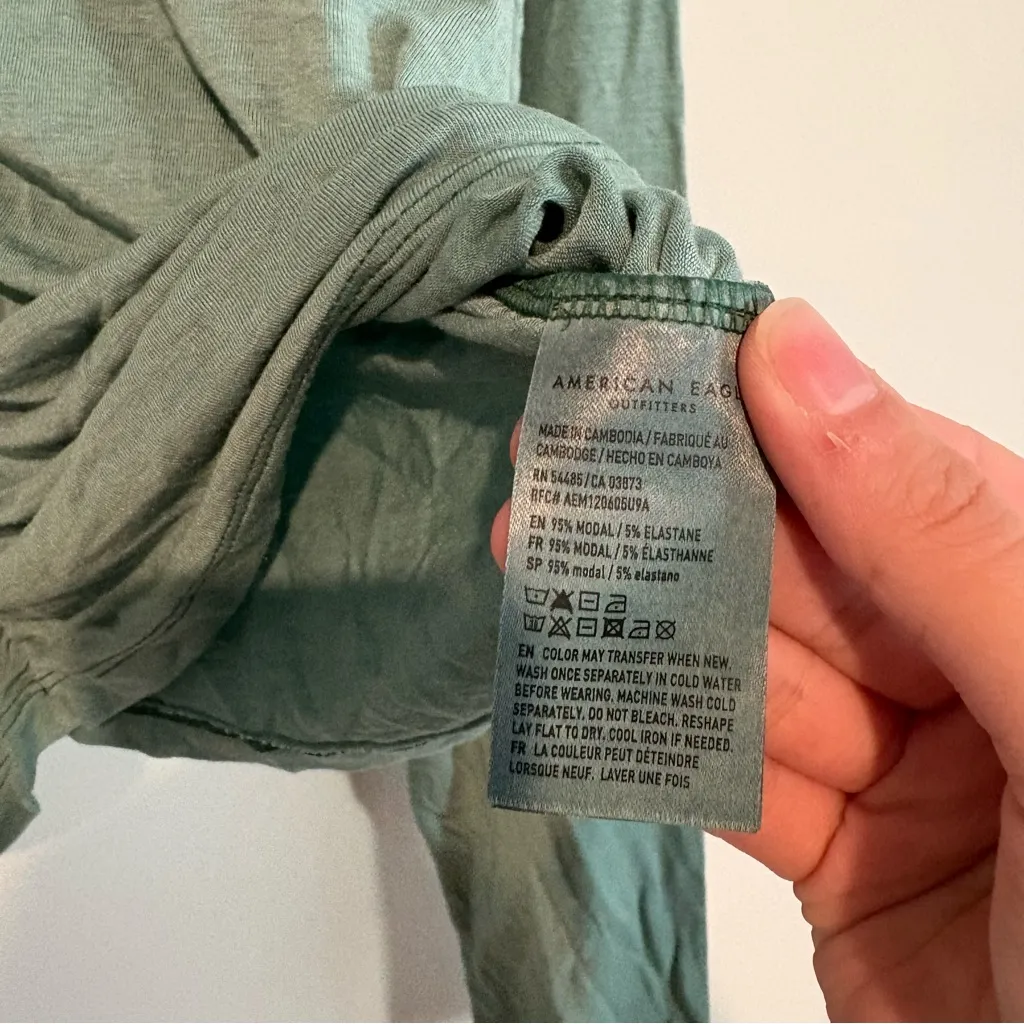 AMERICAN EAGL
OUTFITTERS
MADE IN CAMBODIA / FABRIQUÉ AU
CAMBODGE / HECHO EN CAMBOYA
RN 54485 / CA 03873
RFC# AEM120605U9A
EN 95% MODAL / 5% ELASTANE
FR 95% MODAL / 5% ÉLASTHANNE
SP 95% modal / 5% elastano
EN COLOR MAY TRANSFER WHEN NEW.
WASH ONCE SEPARATELY IN COLD WATER
BEFORE WEARING. MACHINE WASH COLD
SEPARATELY. DO NOT BLEACH. RESHAPE
LAY FLAT TO DRY. COOL IRON IF NEEDED.
FR LA COULEUR PEUT DÉTEINDRE
LORSQUE NEUF. LAVER UNE FOIS